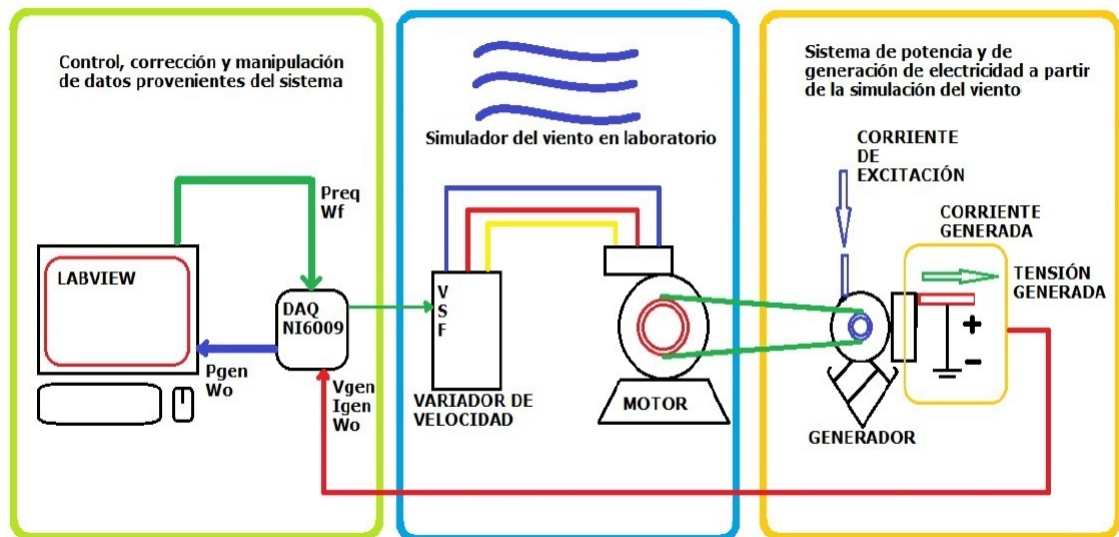 Control, corrección y manipulación
de datos provenientes del sistema
Preq
Wf
LABVIEW
DAQ
NI6009
Pgen
Wo
Vgen
Igen
Wo
Simulador del viento en laboratorio
V
S
F
VARIADOR DE
VELOCIDAD
MOTOR
Sistema de potencia y de
generación de electricidad a partir
de la simulación del viento
CORRIENTE
DE
EXCITACIÓN
CORRIENTE
GENERADA
TENSIÓN
GENERADA
+
-
GENERADOR